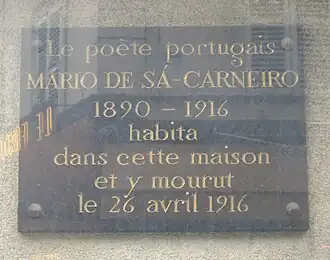 Le poète portugais
MÁRIO DE SÁ-CARNEIRO
1890 – 1916
habita
dans cette maison
et y mourut
le 26 avril 1916